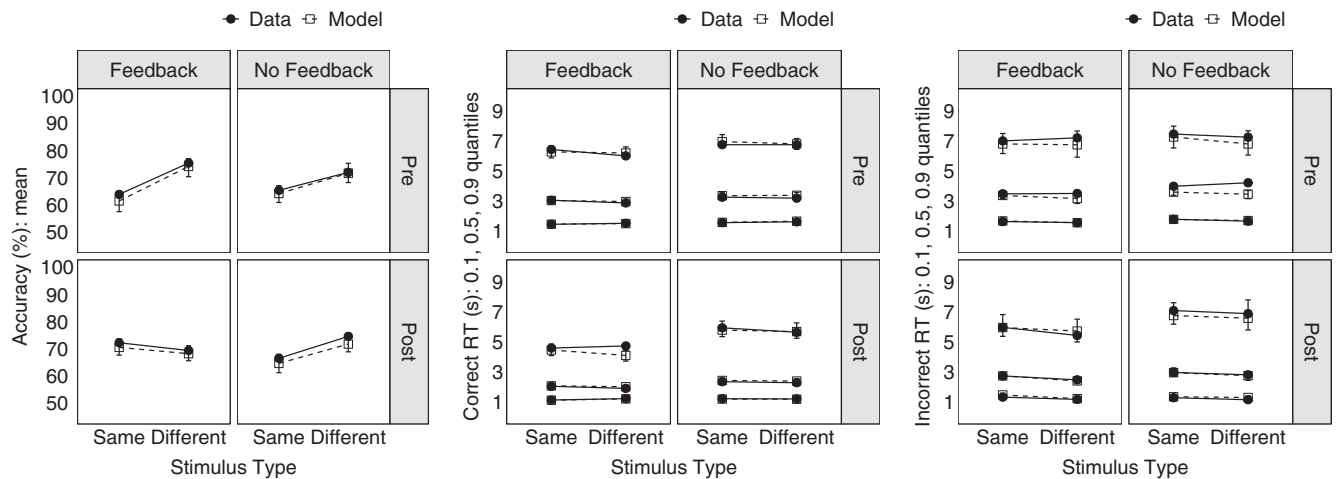 Data Model
Feedback No Feedback
Accuracy (%): mean
100
90
80
70
60
50
Pre
100
90
80
70
60
50
Post
Same Different Same Different
Stimulus Type
Data Model
Feedback No Feedback
Correct RT (s): 0.1, 0.5, 0.9 quantiles
9
7
5
3
1
Pre
9
7
5
3
1
Post
Same Different Same Different
Stimulus Type
Data Model
Feedback No Feedback
Incorrect RT (s): 0.1, 0.5, 0.9 quantiles
9
7
5
3
1
Pre
9
7
5
3
1
Post
Same Different Same Different
Stimulus Type